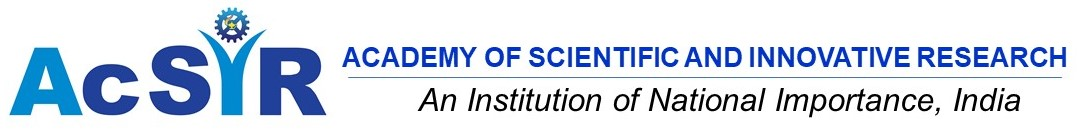 AcSIR
ACADEMY OF SCIENTIFIC AND INNOVATIVE RESEARCH
An Institution of National Importance, India